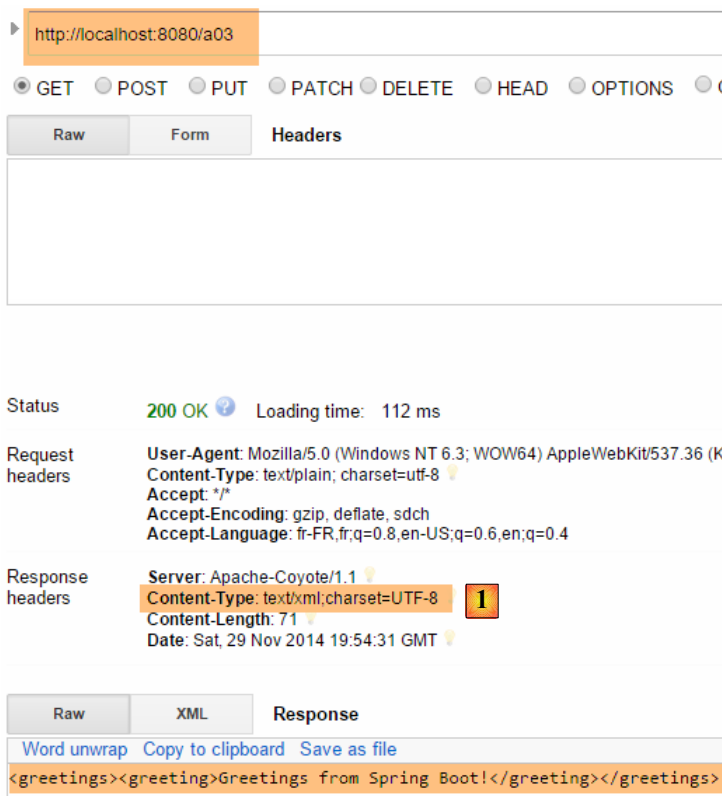 http://localhost:8080/a03
GET POST PUT PATCH DELETE HEAD OPTIONS
Raw Form Headers
Status 200 OK Loading time: 112 ms
Request headers
User-Agent: Mozilla/5.0 (Windows NT 6.3; WOW64) AppleWebKit/537.36 (K
Content-Type: text/plain; charset=utf-8
Accept: */*
Accept-Encoding: gzip, deflate, sdch
Accept-Language: fr-FR,fr;q=0.8,en-US;q=0.6,en;q=0.4
Response headers
Server: Apache-Coyote/1.1
Content-Type: text/xml;charset=UTF-8 1
Content-Length: 71
Date: Sat, 29 Nov 2014 19:54:31 GMT
Raw XML Response
Word unwrap Copy to clipboard Save as file
<greetings><greeting>Greetings from Spring Boot!</greeting></greetings>